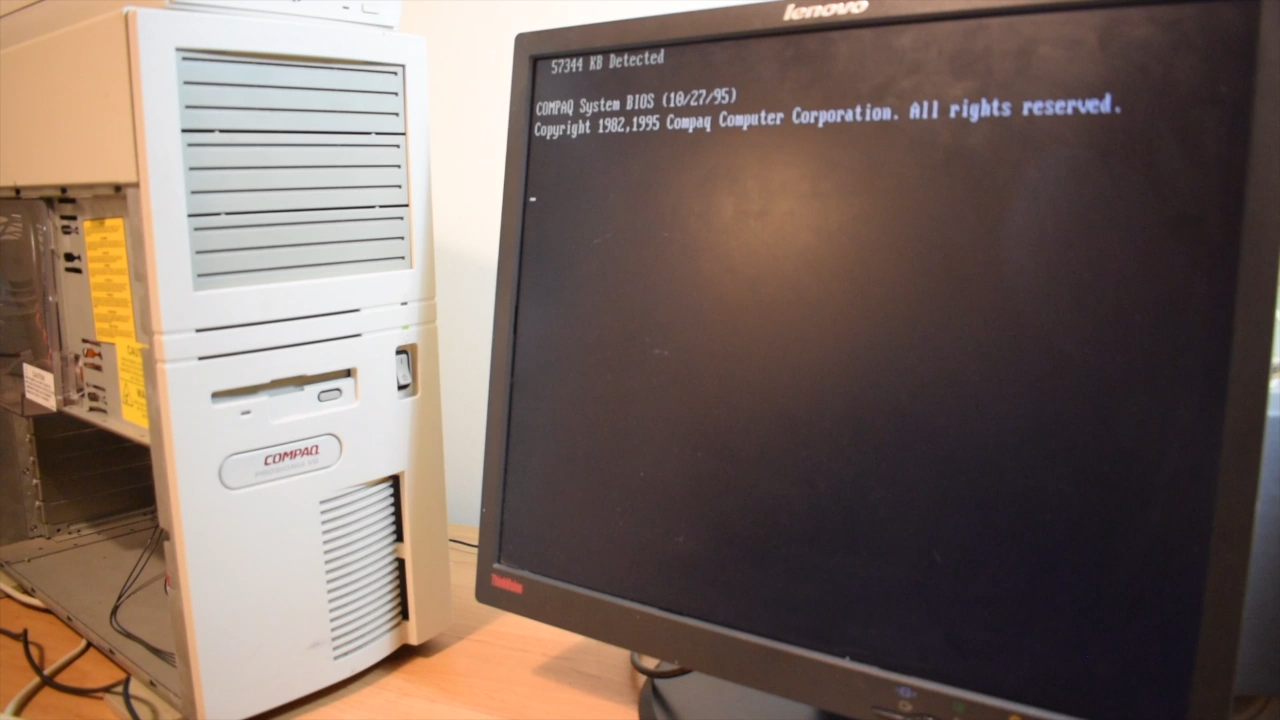 lenovo
57344 KB Detected
COMPAQ System BIOS (10/27/95)
Copyright 1982,1995 Compaq Computer Corporation. All rights reserved.
COMPAQ
ThinkVision